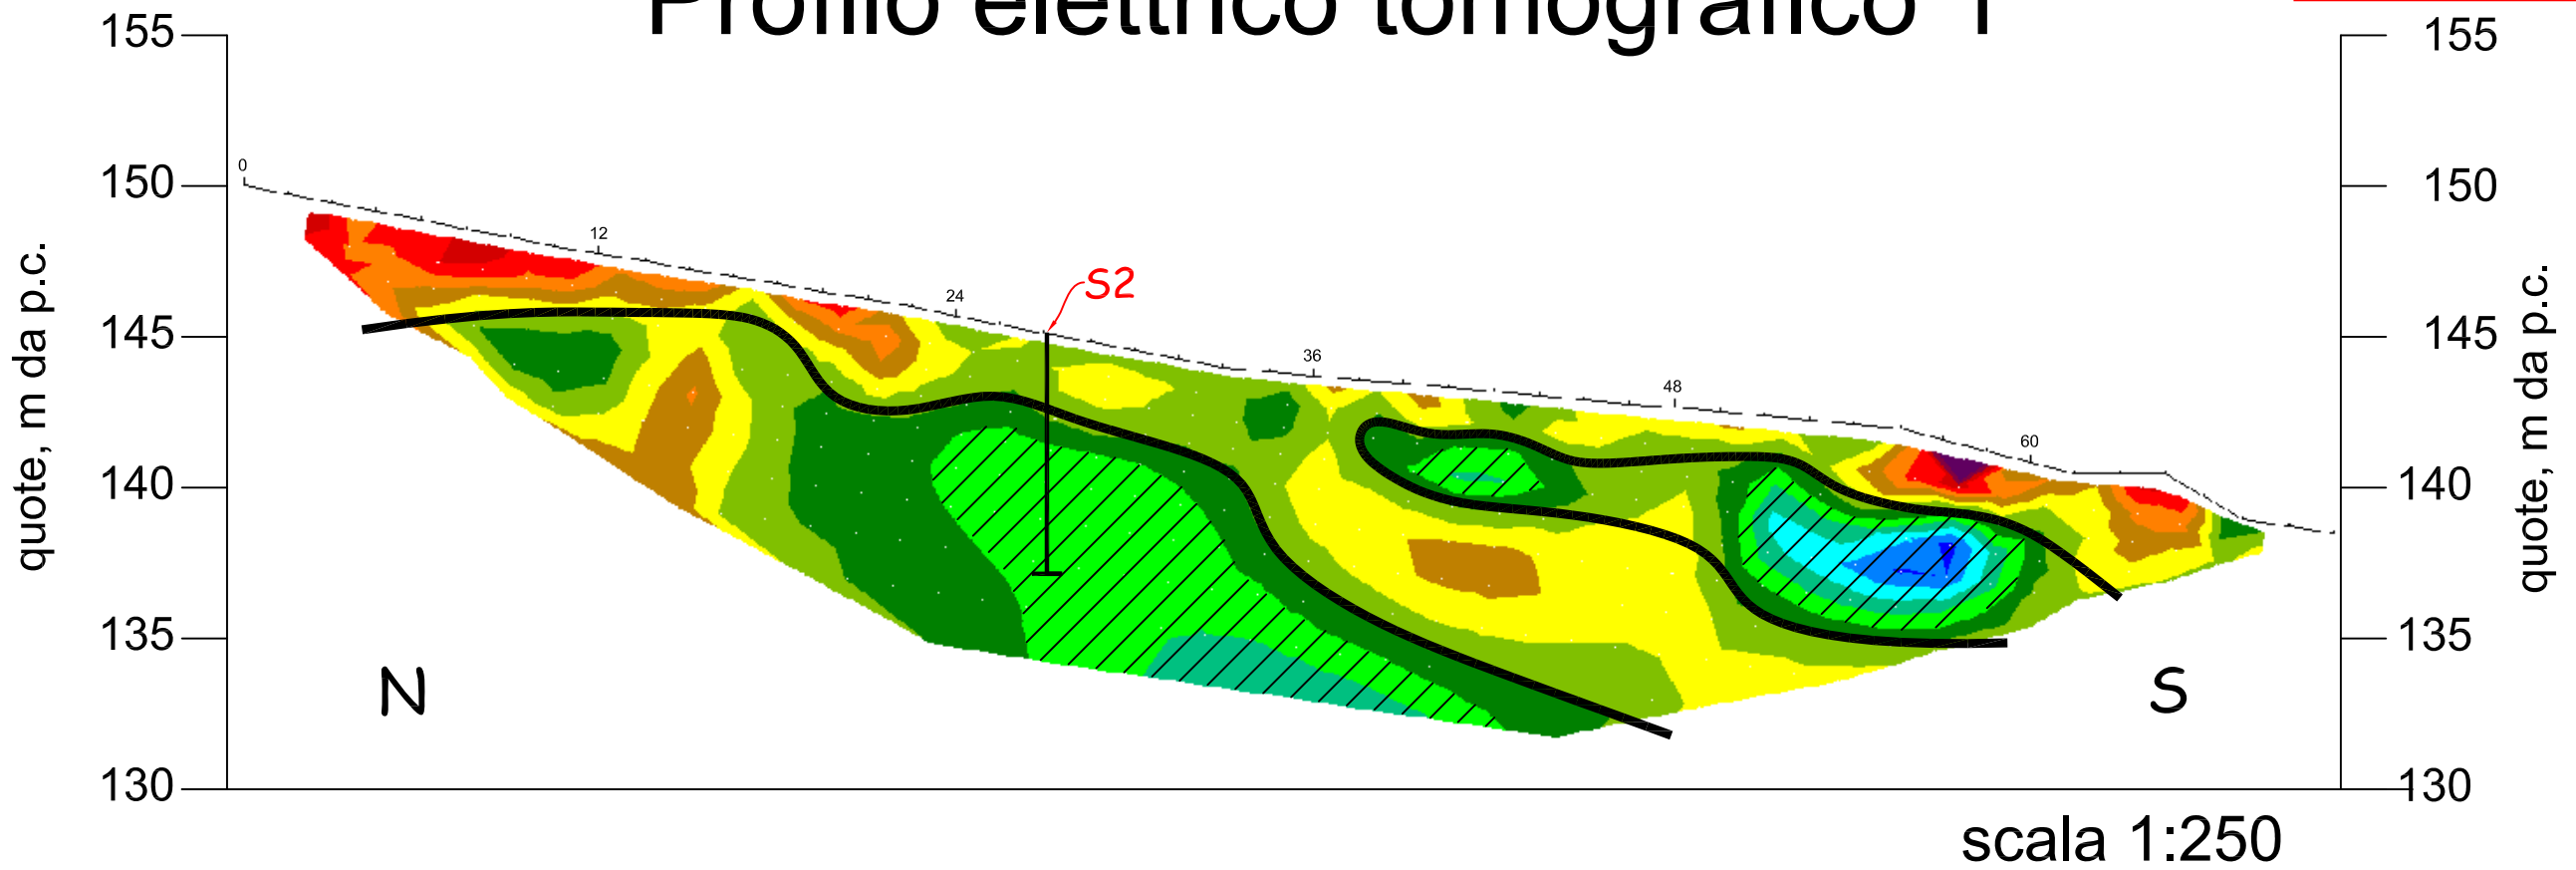 Profilo elettrico tomografico 1
155
155
150
150
145
145
140
140
135
135
130
130
quote, m da p.c.
quote, m da p.c.
0
12
24
36
48
60
S2
N
S
scala 1:250